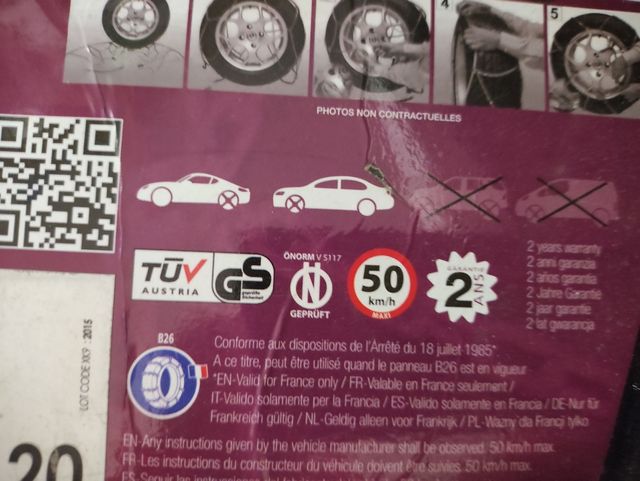 4
5
PHOTOS NON CONTRACTUELLES
TÜV
AUSTRIA
GS
geprüfte
Sicherheit
ÖNORM V 5117
N
GEPRÜFT
50
km/h
MAXI
GARANTIE
2
ANS
2 years warranty
2 anni garanzia
2 años garantia
2 Jahre Garantie
2 jaar garantie
2 lat gwarancja
LOT CODE XK9 : 2015
B26
Conforme aux dispositions de l'Arrêté du 18 juillet 1985*
A ce titre, peut être utilisé quand le panneau B26 est en vigueur
*EN-Valid for France only / FR-Valable en France seulement /
IT-Valido solamente per la Francia / ES-Valido solamente en Francia / DE-Nur für
Frankreich gültig / NL-Geldig alleen voor Frankrijk / PL-Wazny dla Francji tylko
20
EN-Any instructions given by the vehicle manufacturer shall be observed. 50 km/h max.
FR-Les instructions du constructeur du véhicule doivent être suivies. 50 km/h max.